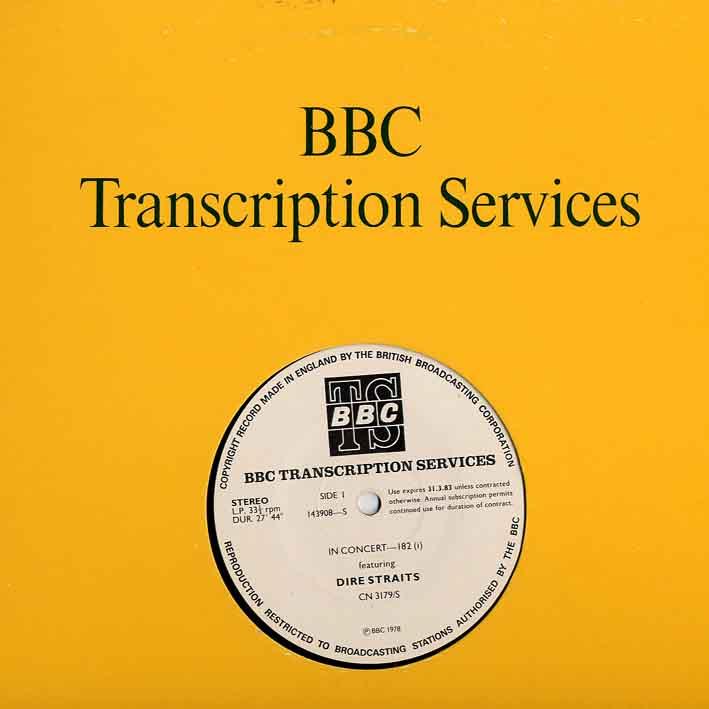 BBC
Transcription Services
COPYRIGHT RECORD MADE IN ENGLAND BY THE BRITISH BROADCASTING CORPORATION
TS
BBC
BBC TRANSCRIPTION SERVICES
STEREO
L.P. 33⅓ rpm
DUR. 27' 44"
SIDE 1
143908—S
Use expires 31.3.83 unless contracted
otherwise. Annual subscription permits
continued use for duration of contract.
IN CONCERT—182 (i)
featuring
DIRE STRAITS
CN 3179/S
℗ BBC 1978
REPRODUCTION RESTRICTED TO BROADCASTING STATIONS AUTHORISED BY THE BBC